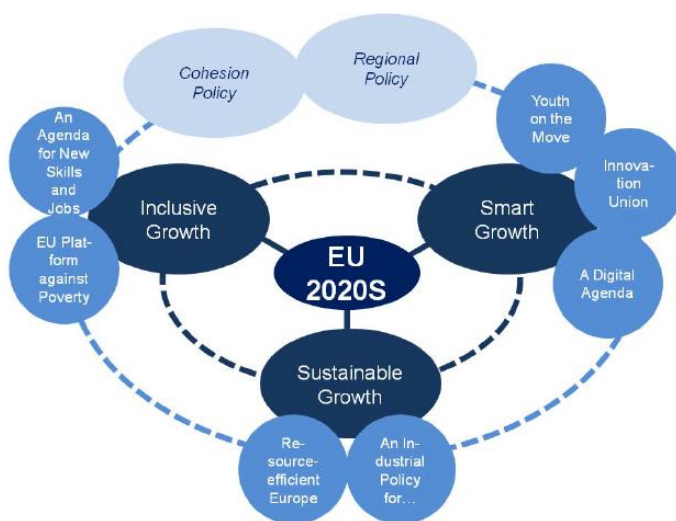 Cohesion
Policy
Regional
Policy
Youth
on the
Move
An
Agenda
for New
Skills
and
Jobs
Innova-
tion
Union
Inclusive
Growth
Smart
Growth
EU Plat-
form
against
Poverty
EU
2020S
A Digital
Agenda
Sustainable
Growth
Re-
source-
efficient
Europe
An In-
dustrial
Policy
for...